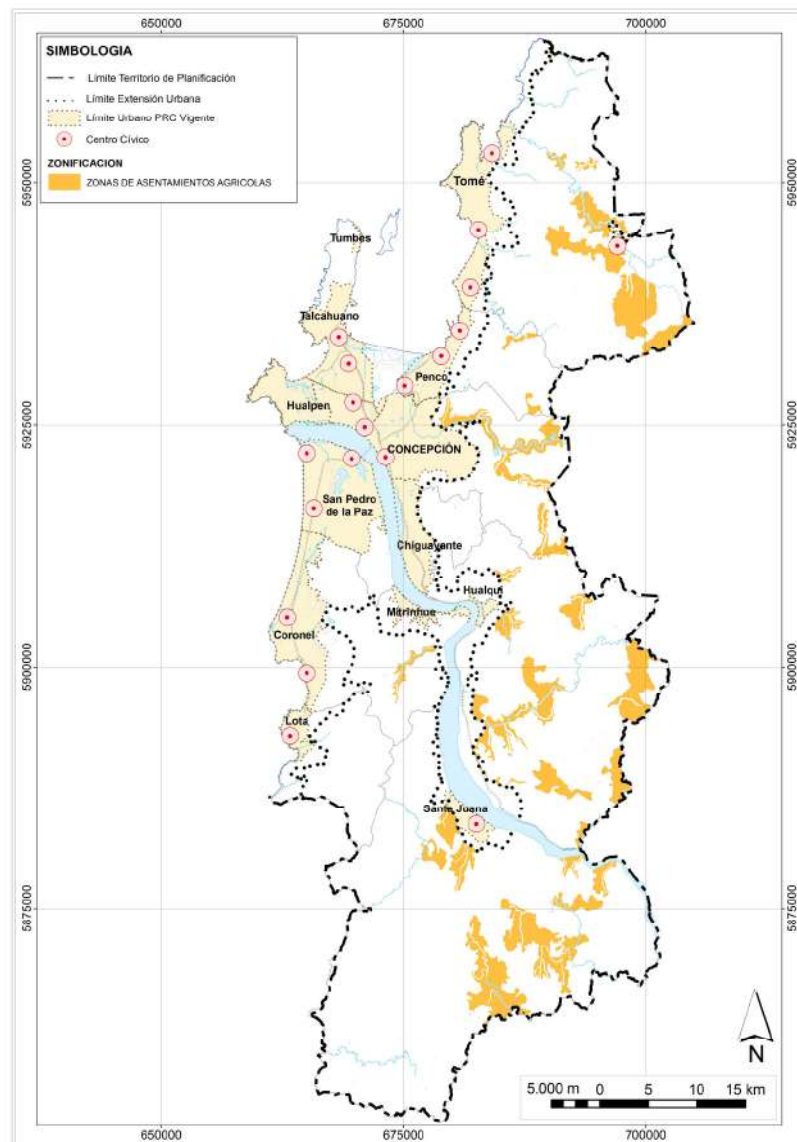 650000
675000
700000
SIMBOLOGIA
Límite Territorio de Planificación
Límite Extensión Urbana
Límite Urbano PRC Vigente
Centro Cívico
ZONIFICACION
ZONAS DE ASENTAMIENTOS AGRICOLAS
5950000
5950000
Tomé
Tumbes
Talcahuano
Penco
Hualpen
5925000
5925000
CONCEPCIÓN
San Pedro
de la Paz
Chiguayante
Hualqui
Mitrinhue
Coronel
5900000
5900000
Lota
Santa Juana
5875000
5875000
N
5.000 m 0 5 10 15 km
650000
675000
700000